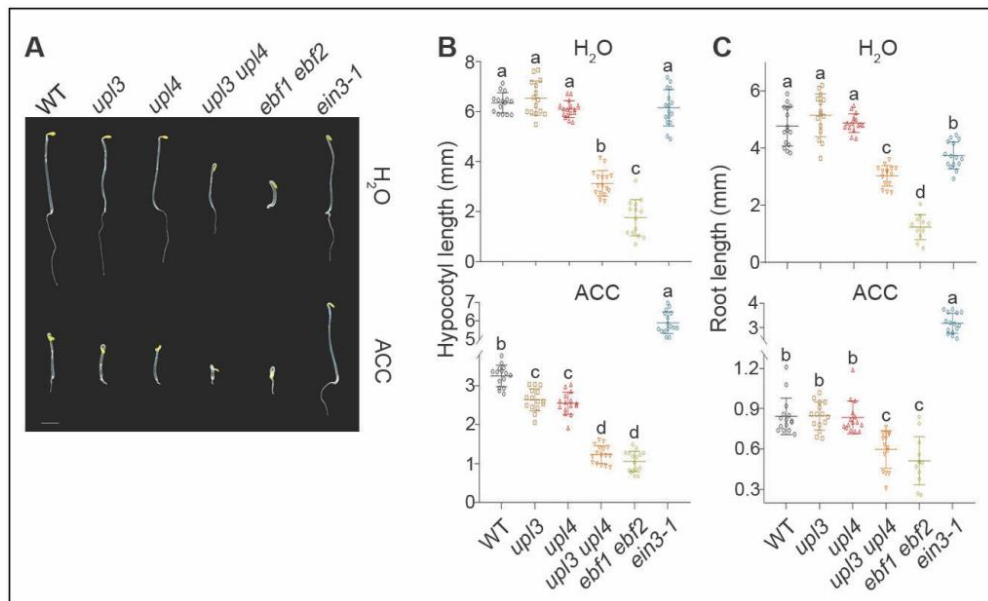 A
WT
upl3
upl4
upl3 upl4
ebf1 ebf2
ein3-1
H₂O
ACC
B
H₂O
Hypocotyl length (mm)
8
6
4
2
0
a
a
a
b
c
a
ACC
7
6
5
3
2
1
0
b
c
c
d
d
a
WT
upl3
upl4
upl3 upl4
ebf1 ebf2
ein3-1
C
H₂O
Root length (mm)
6
4
2
0
a
a
a
c
d
b
ACC
4
3
2
1.2
0.9
0.6
0.3
b
b
b
c
c
a
WT
upl3
upl4
upl3 upl4
ebf1 ebf2
ein3-1